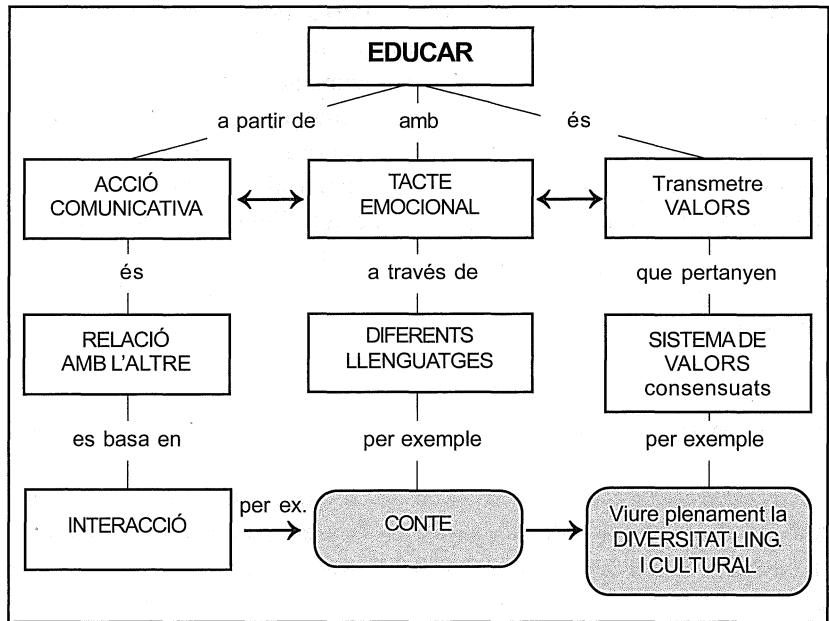 EDUCAR
a partir de
amb
és
ACCIÓ
COMUNICATIVA
TACTE
EMOCIONAL
Transmetre
VALORS
és
a través de
que pertanyen
RELACIÓ
AMB L'ALTRE
DIFERENTS
LLENGUATGES
SISTEMA DE
VALORS
consensuats
es basa en
per exemple
per exemple
INTERACCIÓ
per ex.
CONTE
Viure plenament la
DIVERSITAT LING.
I CULTURAL